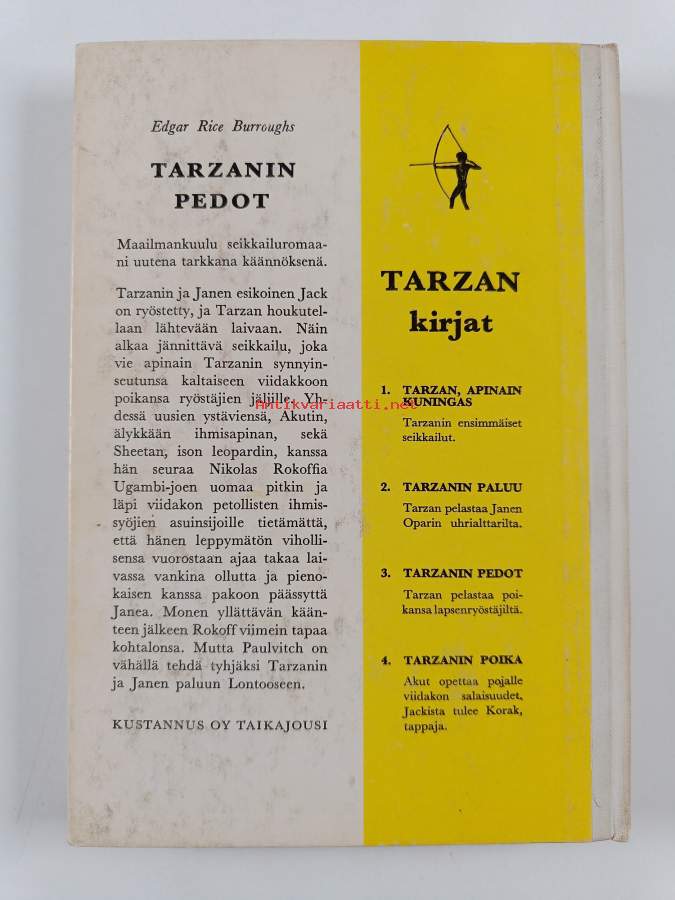 Edgar Rice Burroughs
TARZANIN
PEDOT
Maailmankuulu seikkailuromaa-
ni uutena tarkkana käännöksenä.
Tarzanin ja Janen esikoinen Jack
on ryöstetty, ja Tarzan houkutel-
laan lähtevään laivaan. Näin
alkaa jännittävä seikkailu, joka
vie apinain Tarzanin synnyin-
seutunsa kaltaiseen viidakkoon
poikansa ryöstäjien jäljille. Yh-
dessä uusien ystäviensä, Akutin,
älykkään ihmisapinan, sekä
Sheetan, ison leopardin, kanssa
hän seuraa Nikolas Rokoffia
Ugambi-joen uomaa pitkin ja
läpi viidakon petollisten ihmis-
syöjien asuinsijoille tietämättä,
että hänen leppymätön viholli-
sensa vuorostaan ajaa takaa lai-
vassa vankina ollutta ja pieno-
kaisen kanssa pakoon päässyttä
Janea. Monen yllättävän kään-
teen jälkeen Rokoff viimein tapaa
kohtalonsa. Mutta Paulvitch on
vähällä tehdä tyhjäksi Tarzanin
ja Janen paluun Lontooseen.
KUSTANNUS OY TAIKAJOUSI
TARZAN
kirjat
1. TARZAN, APINAIN
KUNINGAS
Tarzanin ensimmäiset
seikkailut.
2. TARZANIN PALUU
Tarzan pelastaa Janen
Oparin uhrialttarilta.
3. TARZANIN PEDOT
Tarzan pelastaa poi-
kansa lapsenryöstäjiltä.
4. TARZANIN POIKA
Akut opettaa pojalle
viidakon salaisuudet,
Jackista tulee Korak,
tappaja.
Antikvariaatti.net